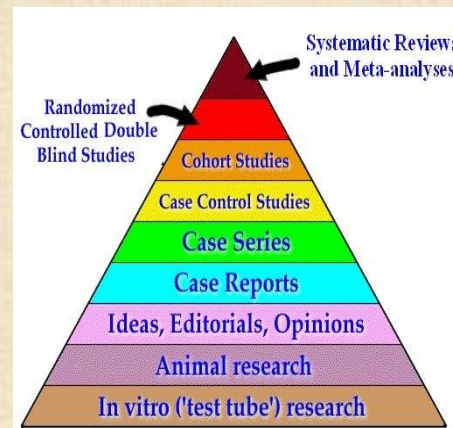 Systematic Reviews
and Meta-analyses
Randomized
Controlled Double
Blind Studies
Cohort Studies
Case Control Studies
Case Series
Case Reports
Ideas, Editorials, Opinions
Animal research
In vitro ('test tube') research